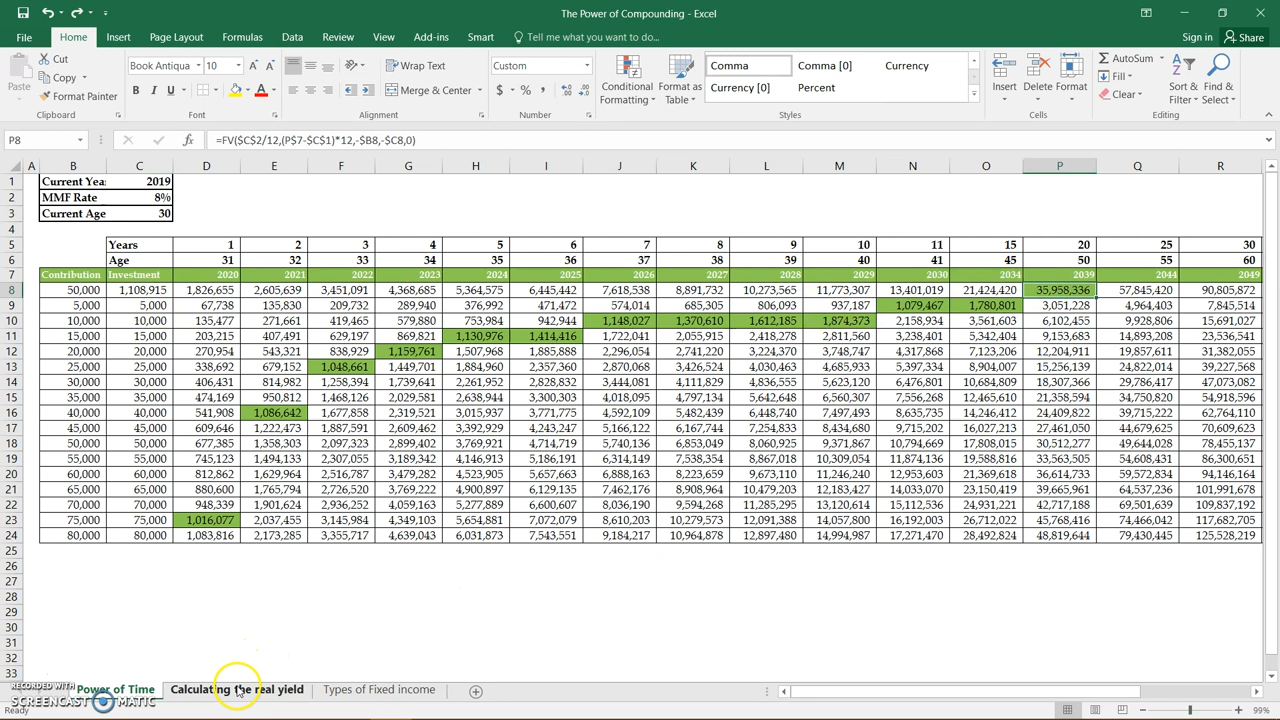 The Power of Compounding - Excel
File Home Insert Page Layout Formulas Data Review View Add-ins Smart Tell me what you want to do... Sign in Share
Paste Cut Copy Format Painter Clipboard
Book Antiqua 10 B I U Font
Wrap Text Merge & Center Alignment
Custom $ % , Number
Conditional Formatting Format as Table
Comma Comma [0] Currency
Currency [0] Percent
Styles
Insert Delete Format Cells
AutoSum Fill Clear Sort & Filter Find & Select Editing
P8 fx =FV($C$2/12,(P$7-$C$1)*12,-$B8,-$C8,0)
A B C D E F G H I J K L M N O P Q R
1 Current Yea 2019
2 MMF Rate 8%
3 Current Age 30
4
5 Years 1 2 3 4 5 6 7 8 9 10 11 15 20 25 30
6 Age 31 32 33 34 35 36 37 38 39 40 41 45 50 55 60
7 Contribution Investment 2020 2021 2022 2023 2024 2025 2026 2027 2028 2029 2030 2034 2039 2044 2049
8 50,000 1,108,915 1,826,655 2,605,639 3,451,091 4,368,685 5,364,575 6,445,442 7,618,538 8,891,732 10,273,565 11,773,307 13,401,019 21,424,420 35,958,336 57,845,420 90,805,872
9 5,000 5,000 67,738 135,830 209,732 289,940 376,992 471,472 574,014 685,305 806,093 937,187 1,079,467 1,780,801 3,051,228 4,964,403 7,845,514
10 10,000 10,000 135,477 271,661 419,465 579,880 753,984 942,944 1,148,027 1,370,610 1,612,185 1,874,373 2,158,934 3,561,603 6,102,455 9,928,806 15,691,027
11 15,000 15,000 203,215 407,491 629,197 869,821 1,130,976 1,414,416 1,722,041 2,055,915 2,418,278 2,811,560 3,238,401 5,342,404 9,153,683 14,893,208 23,536,541
12 20,000 20,000 270,954 543,321 838,929 1,159,761 1,507,968 1,885,888 2,296,054 2,741,220 3,224,370 3,748,747 4,317,868 7,123,206 12,204,911 19,857,611 31,382,055
13 25,000 25,000 338,692 679,152 1,048,661 1,449,701 1,884,960 2,357,360 2,870,068 3,426,524 4,030,463 4,685,933 5,397,334 8,904,007 15,256,139 24,822,014 39,227,568
14 30,000 30,000 406,431 814,982 1,258,394 1,739,641 2,261,952 2,828,832 3,444,081 4,111,829 4,836,555 5,623,120 6,476,801 10,684,809 18,307,366 29,786,417 47,073,082
15 35,000 35,000 474,169 950,812 1,468,126 2,029,581 2,638,944 3,300,303 4,018,095 4,797,134 5,642,648 6,560,307 7,556,268 12,465,610 21,358,594 34,750,820 54,918,596
16 40,000 40,000 541,908 1,086,642 1,677,858 2,319,521 3,015,937 3,771,775 4,592,109 5,482,439 6,448,740 7,497,493 8,635,735 14,246,412 24,409,822 39,715,222 62,764,110
17 45,000 45,000 609,646 1,222,473 1,887,591 2,609,462 3,392,929 4,243,247 5,166,122 6,167,744 7,254,833 8,434,680 9,715,202 16,027,213 27,461,050 44,679,625 70,609,623
18 50,000 50,000 677,385 1,358,303 2,097,323 2,899,402 3,769,921 4,714,719 5,740,136 6,853,049 8,060,925 9,371,867 10,794,669 17,808,015 30,512,277 49,644,028 78,455,137
19 55,000 55,000 745,123 1,494,133 2,307,055 3,189,342 4,146,913 5,186,191 6,314,149 7,538,354 8,867,018 10,309,054 11,874,136 19,588,816 33,563,505 54,608,431 86,300,651
20 60,000 60,000 812,862 1,629,964 2,516,787 3,479,282 4,523,905 5,657,663 6,888,163 8,223,659 9,673,110 11,246,240 12,953,603 21,369,618 36,614,733 59,572,834 94,146,164
21 65,000 65,000 880,600 1,765,794 2,726,520 3,769,222 4,900,897 6,129,135 7,462,176 8,908,964 10,479,203 12,183,427 14,033,070 23,150,419 39,665,961 64,537,236 101,991,678
22 70,000 70,000 948,339 1,901,624 2,936,252 4,059,163 5,277,889 6,600,607 8,036,190 9,594,268 11,285,295 13,120,614 15,112,536 24,931,221 42,717,188 69,501,639 109,837,192
23 75,000 75,000 1,016,077 2,037,455 3,145,984 4,349,103 5,654,881 7,072,079 8,610,203 10,279,573 12,091,388 14,057,800 16,192,003 26,712,022 45,768,416 74,466,042 117,682,705
24 80,000 80,000 1,083,816 2,173,285 3,355,717 4,639,043 6,031,873 7,543,551 9,184,217 10,964,878 12,897,480 14,994,987 17,271,470 28,492,824 48,819,644 79,430,445 125,528,219
25
26
27
28
29
30
31
32
33
RECORDED WITH
SCREENCAST MATIC
Power of Time Calculating the real yield Types of Fixed income
Ready 99%